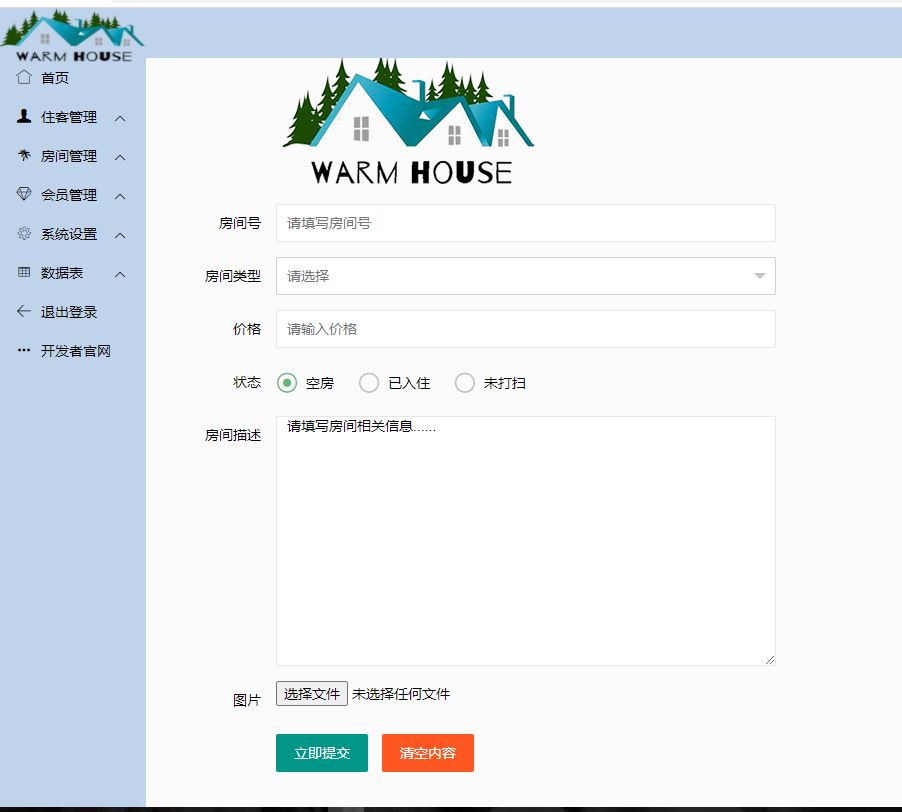 WARM HOUSE
首页
住客管理
房间管理
会员管理
系统设置
数据表
退出登录
开发者官网
WARM HOUSE
房间号 请填写房间号
房间类型 请选择
价格 请输入价格
状态 空房 已入住 未打扫
房间描述 请填写房间相关信息......
图片 选择文件 未选择任何文件
立即提交 清空内容